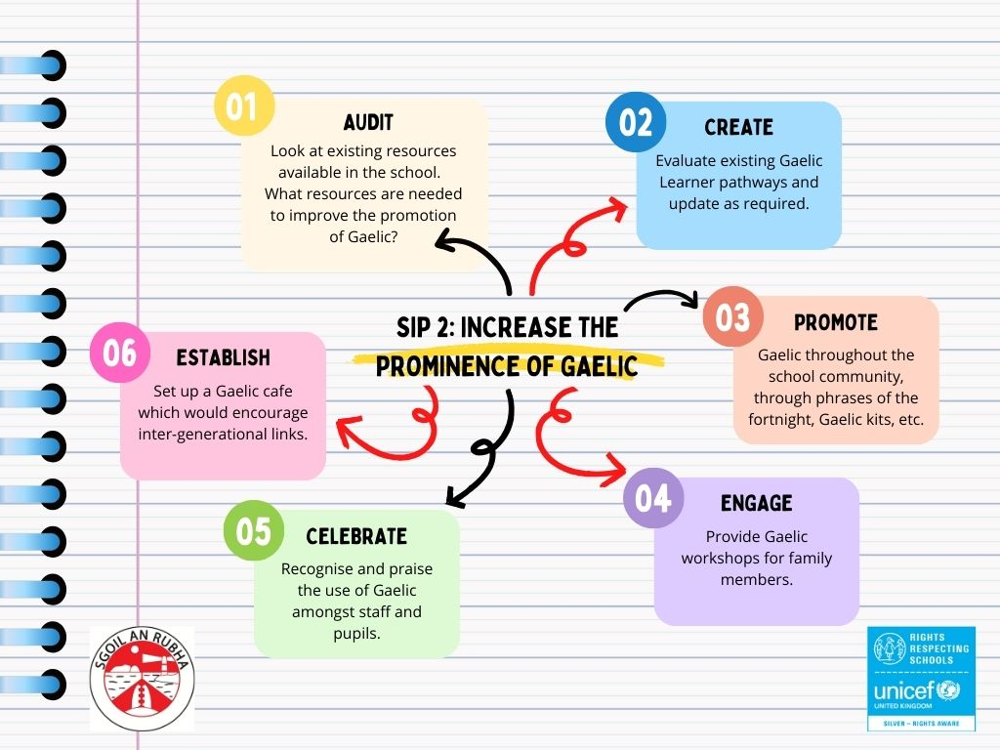 01
AUDIT
Look at existing resources
available in the school.
What resources are needed
to improve the promotion
of Gaelic?
02
CREATE
Evaluate existing Gaelic
Learner pathways and
update as required.
SIP 2: INCREASE THE
PROMINENCE OF GAELIC
03
PROMOTE
Gaelic throughout the
school community,
through phrases of the
fortnight, Gaelic kits, etc.
04
ENGAGE
Provide Gaelic
workshops for family
members.
05
CELEBRATE
Recognise and praise
the use of Gaelic
amongst staff and
pupils.
06
ESTABLISH
Set up a Gaelic cafe
which would encourage
inter-generational links.
SGOIL AN RUBHA
RIGHTS
RESPECTING
SCHOOLS
unicef
UNITED KINGDOM
SILVER – RIGHTS AWARE